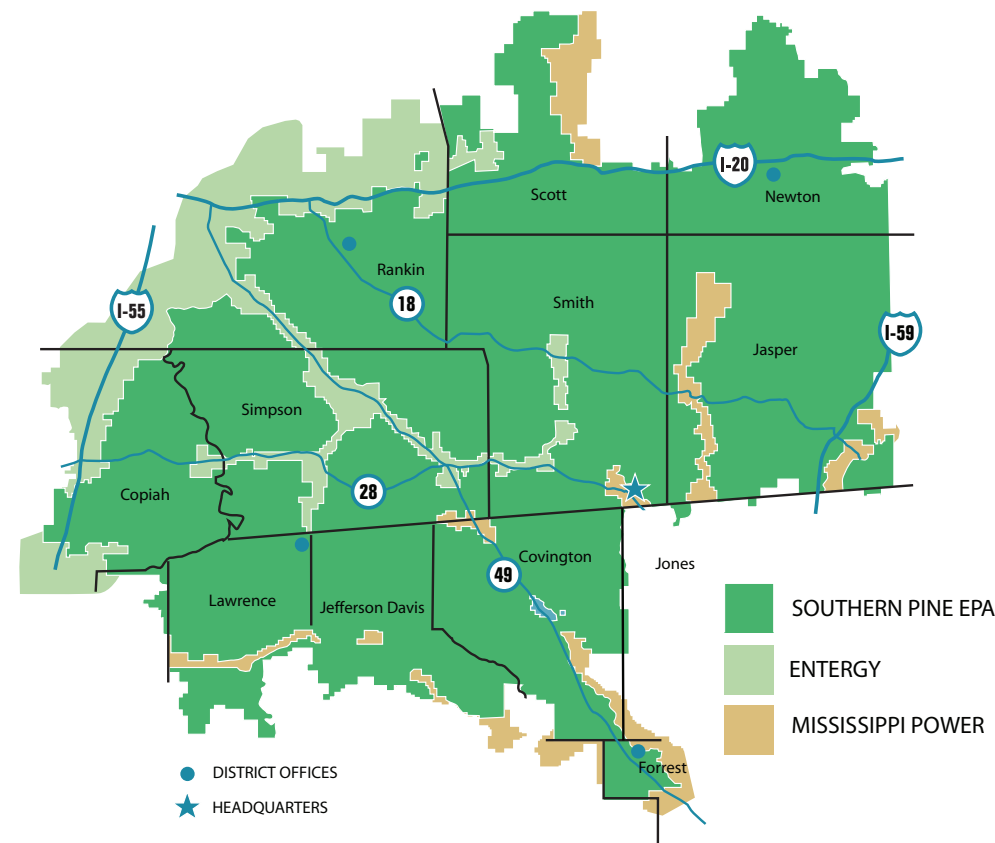 I-20
Scott
Newton
Rankin
18
Smith
I-55
I-59
Jasper
Simpson
28
Copiah
49
Covington
Jones
Lawrence
Jefferson Davis
SOUTHERN PINE EPA
ENTERGY
MISSISSIPPI POWER
Forrest
DISTRICT OFFICES
HEADQUARTERS